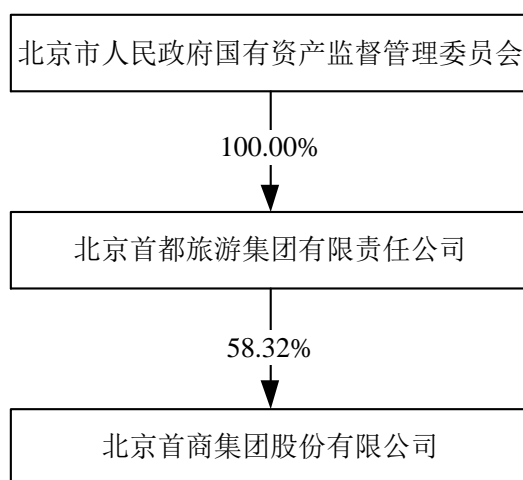 北京市人民政府国有资产监督管理委员会
100.00%
北京首都旅游集团有限责任公司
58.32%
北京首商集团股份有限公司